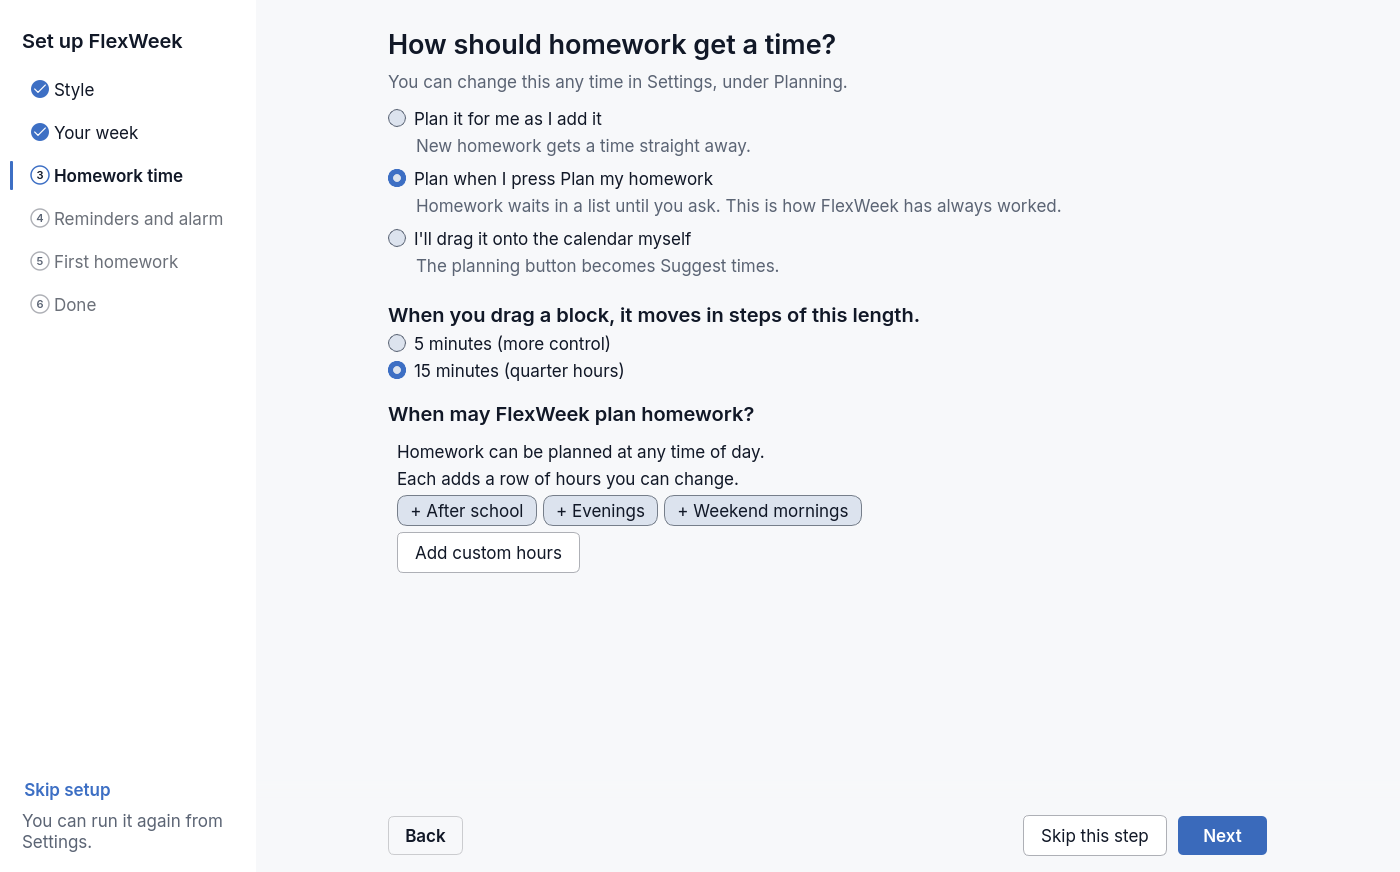 Set up FlexWeek
Style
Your week
3 Homework time
4 Reminders and alarm
5 First homework
6 Done
Skip setup
You can run it again from
Settings.
How should homework get a time?
You can change this any time in Settings, under Planning.
Plan it for me as I add it
New homework gets a time straight away.
Plan when I press Plan my homework
Homework waits in a list until you ask. This is how FlexWeek has always worked.
I'll drag it onto the calendar myself
The planning button becomes Suggest times.
When you drag a block, it moves in steps of this length.
5 minutes (more control)
15 minutes (quarter hours)
When may FlexWeek plan homework?
Homework can be planned at any time of day.
Each adds a row of hours you can change.
+ After school + Evenings + Weekend mornings
Add custom hours
Back Skip this step Next